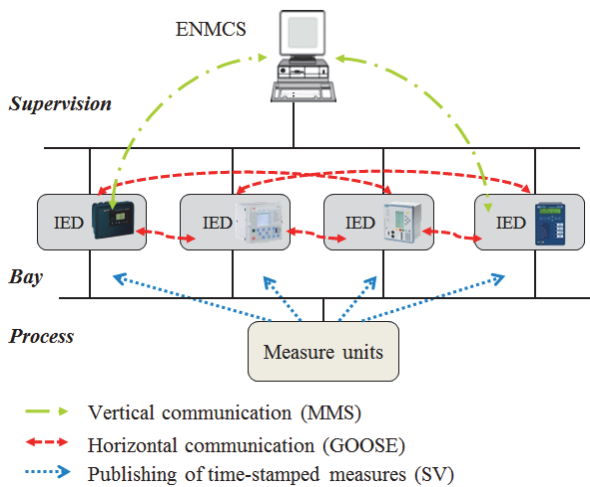 ENMCS
Supervision
IED
IED
IED
IED
Bay
Process
Measure units
Vertical communication (MMS)
Horizontal communication (GOOSE)
Publishing of time-stamped measures (SV)